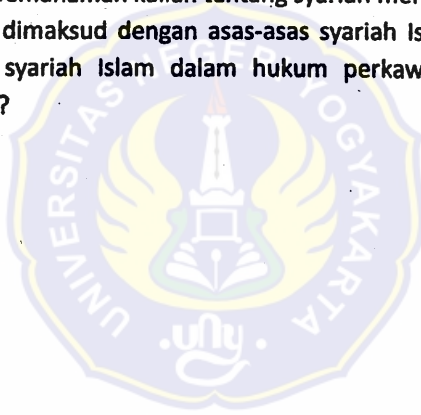 dimaksud dengan asas-asas syariah Is
syariah Islam dalam hukum perkaw
?
UNIVERSITAS NEGERI YOGYAKARTA
uny